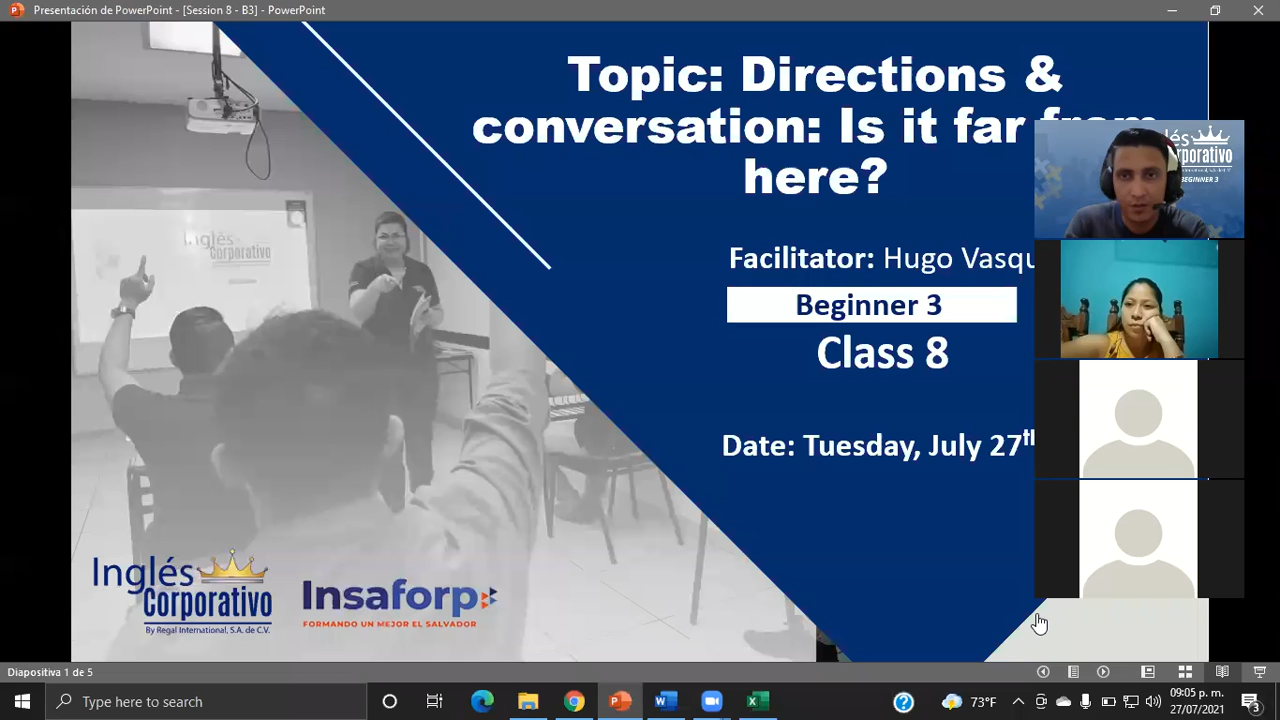 Presentación de PowerPoint - [Session 8 - B3] - PowerPoint
Topic: Directions &
conversation: Is it far from
here?
Facilitator: Hugo Vasqu
Beginner 3
Class 8
Date: Tuesday, July 27th
BEGINNER 3
Inglés
Corporativo
Inglés
Corporativo
By Regal International, S.A. de C.V.
Insaforp
FORMANDO UN MEJOR EL SALVADOR
Diapositiva 1 de 5
Type here to search
73°F
09:05 p. m.
27/07/2021
3